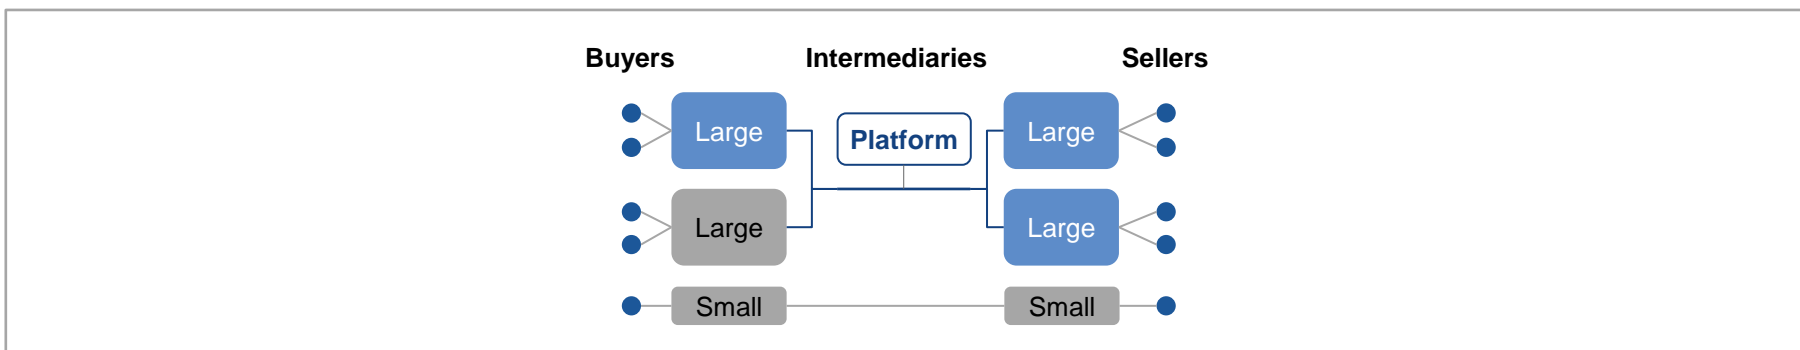 Buyers Intermediaries Sellers
Large Platform Large
Large Large
Small Small